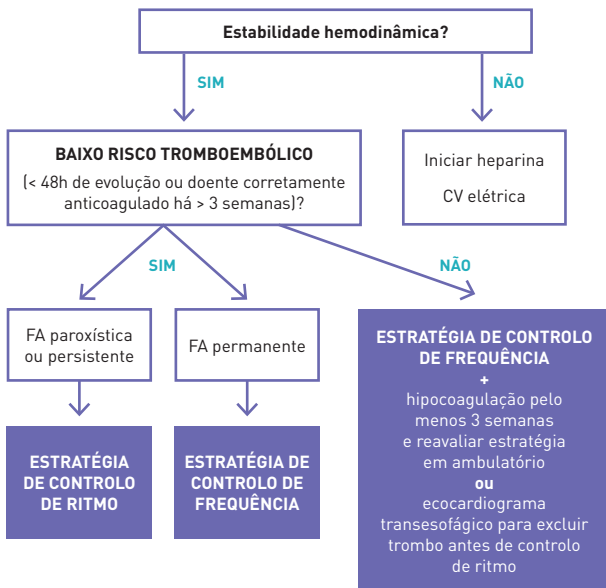 Estabilidade hemodinâmica?
SIM
NÃO
BAIXO RISCO TROMBOEMBÓLICO
(< 48h de evolução ou doente corretamente
anticoagulado há > 3 semanas)?
Iniciar heparina
CV elétrica
SIM
NÃO
FA paroxística
ou persistente
FA permanente
ESTRATÉGIA DE CONTROLO
DE FREQUÊNCIA
+
hipocoagulação pelo
menos 3 semanas
e reavaliar estratégia
em ambulatório
ou
ecocardiograma
transesofágico para excluir
trombo antes de controlo
de ritmo
ESTRATÉGIA
DE CONTROLO
DE RITMO
ESTRATÉGIA DE
CONTROLO DE
FREQUÊNCIA